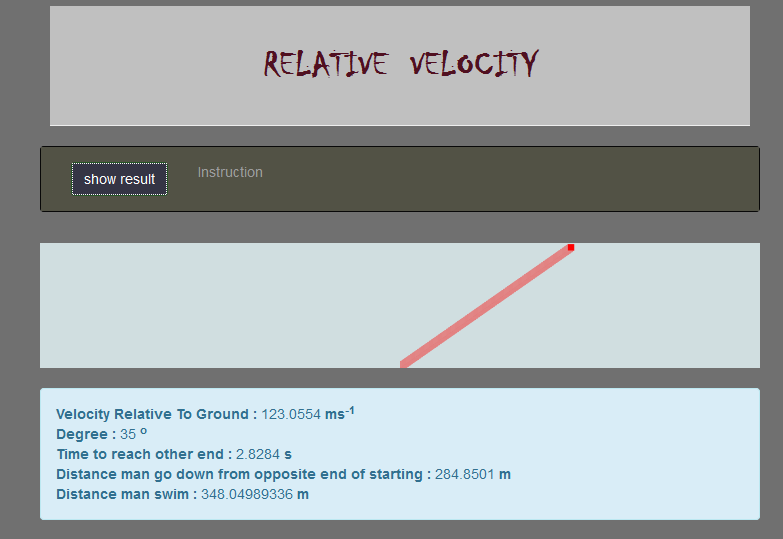 RELATIVE VELOCITY
show result Instruction
Velocity Relative To Ground : 123.0554 ms-1
Degree : 35 o
Time to reach other end : 2.8284 s
Distance man go down from opposite end of starting : 284.8501 m
Distance man swim : 348.04989336 m